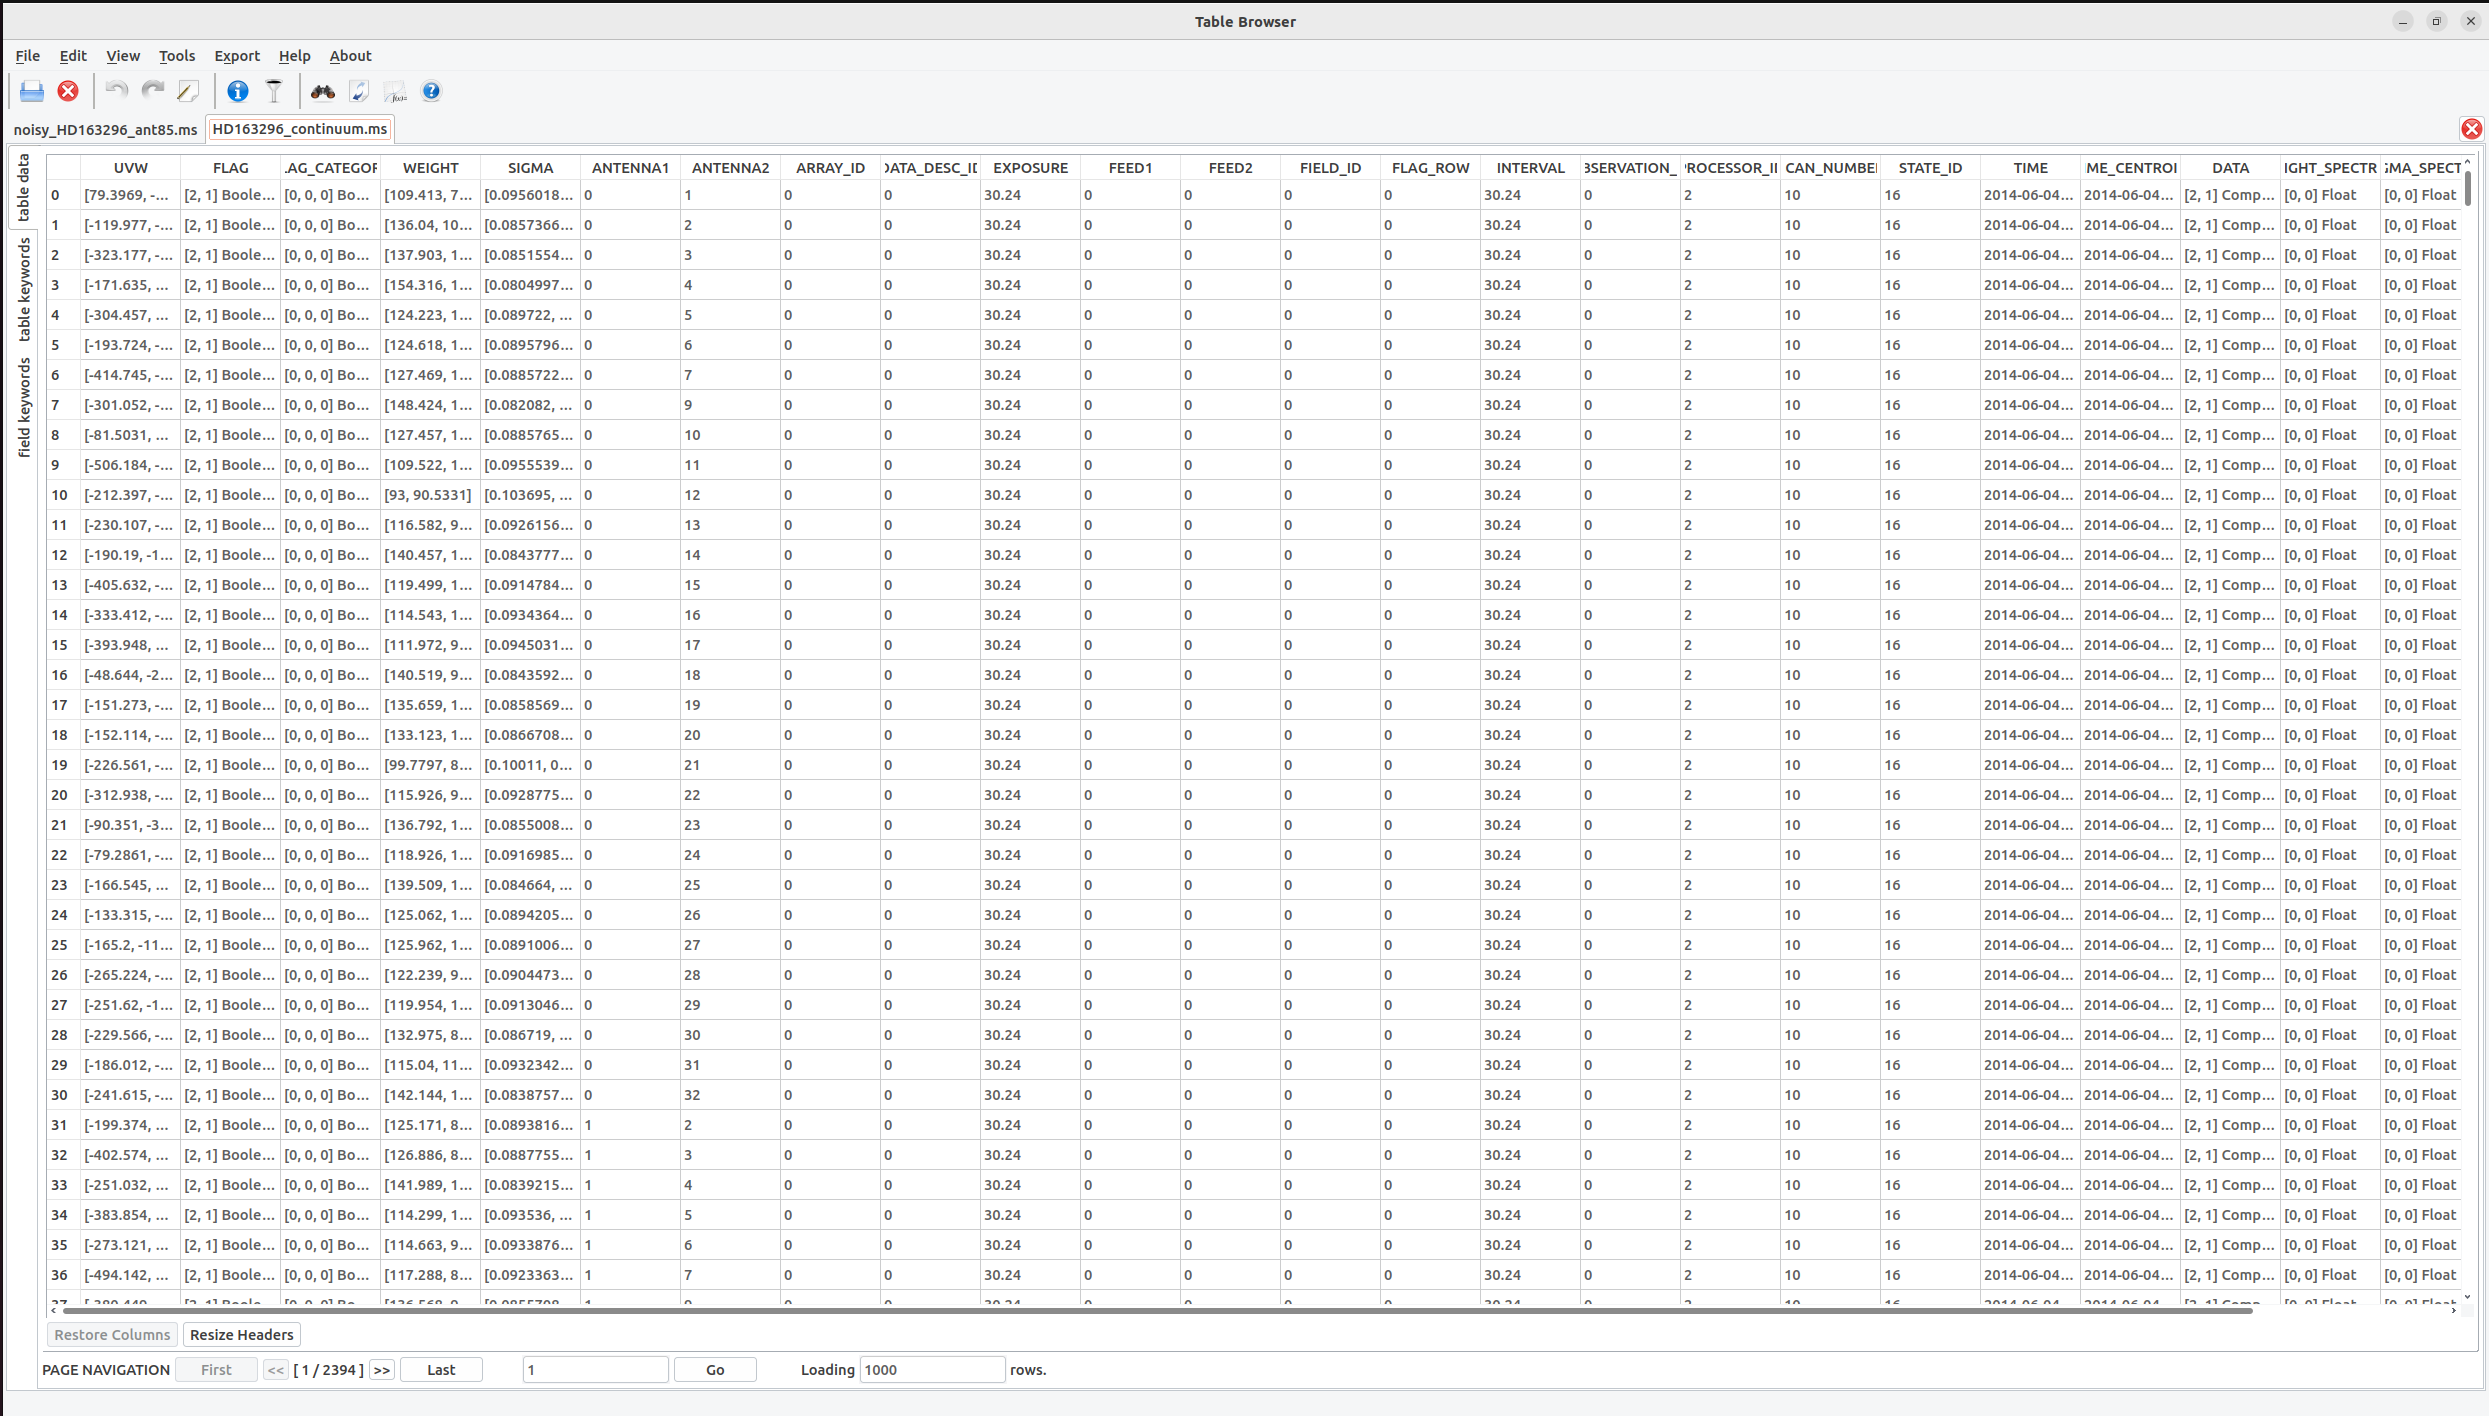 Table Browser
File Edit View Tools Export Help About
noisy_HD163296_ant85.ms HD163296_continuum.ms
table data
table keywords
field keywords
UVW FLAG .AG_CATEGOR WEIGHT SIGMA ANTENNA1 ANTENNA2 ARRAY_ID DATA_DESC_ID EXPOSURE FEED1 FEED2 FIELD_ID FLAG_ROW INTERVAL BSERVATION_ PROCESSOR_II CAN_NUMBEI STATE_ID TIME ME_CENTROI DATA IGHT_SPECTR GMA_SPECT
0 [79.3969, -... [2, 1] Boole... [0, 0, 0] Bo... [109.413, 7... [0.0956018... 0 1 0 0 30.24 0 0 0 0 30.24 0 2 10 16 2014-06-04... 2014-06-04... [2, 1] Comp... [0, 0] Float [0, 0] Float
1 [-119.977, -... [2, 1] Boole... [0, 0, 0] Bo... [136.04, 10... [0.0857366... 0 2 0 0 30.24 0 0 0 0 30.24 0 2 10 16 2014-06-04... 2014-06-04... [2, 1] Comp... [0, 0] Float [0, 0] Float
2 [-323.177, -... [2, 1] Boole... [0, 0, 0] Bo... [137.903, 1... [0.0851554... 0 3 0 0 30.24 0 0 0 0 30.24 0 2 10 16 2014-06-04... 2014-06-04... [2, 1] Comp... [0, 0] Float [0, 0] Float
3 [-171.635, ... [2, 1] Boole... [0, 0, 0] Bo... [154.316, 1... [0.0804997... 0 4 0 0 30.24 0 0 0 0 30.24 0 2 10 16 2014-06-04... 2014-06-04... [2, 1] Comp... [0, 0] Float [0, 0] Float
4 [-304.457, ... [2, 1] Boole... [0, 0, 0] Bo... [124.223, 1... [0.089722, ... 0 5 0 0 30.24 0 0 0 0 30.24 0 2 10 16 2014-06-04... 2014-06-04... [2, 1] Comp... [0, 0] Float [0, 0] Float
5 [-193.724, -... [2, 1] Boole... [0, 0, 0] Bo... [124.618, 1... [0.0895796... 0 6 0 0 30.24 0 0 0 0 30.24 0 2 10 16 2014-06-04... 2014-06-04... [2, 1] Comp... [0, 0] Float [0, 0] Float
6 [-414.745, -... [2, 1] Boole... [0, 0, 0] Bo... [127.469, 1... [0.0885722... 0 7 0 0 30.24 0 0 0 0 30.24 0 2 10 16 2014-06-04... 2014-06-04... [2, 1] Comp... [0, 0] Float [0, 0] Float
7 [-301.052, -... [2, 1] Boole... [0, 0, 0] Bo... [148.424, 1... [0.082082, ... 0 9 0 0 30.24 0 0 0 0 30.24 0 2 10 16 2014-06-04... 2014-06-04... [2, 1] Comp... [0, 0] Float [0, 0] Float
8 [-81.5031, ... [2, 1] Boole... [0, 0, 0] Bo... [127.457, 1... [0.0885765... 0 10 0 0 30.24 0 0 0 0 30.24 0 2 10 16 2014-06-04... 2014-06-04... [2, 1] Comp... [0, 0] Float [0, 0] Float
9 [-506.184, -... [2, 1] Boole... [0, 0, 0] Bo... [109.522, 1... [0.0955539... 0 11 0 0 30.24 0 0 0 0 30.24 0 2 10 16 2014-06-04... 2014-06-04... [2, 1] Comp... [0, 0] Float [0, 0] Float
10 [-212.397, -... [2, 1] Boole... [0, 0, 0] Bo... [93, 90.5331] [0.103695, ... 0 12 0 0 30.24 0 0 0 0 30.24 0 2 10 16 2014-06-04... 2014-06-04... [2, 1] Comp... [0, 0] Float [0, 0] Float
11 [-230.107, -... [2, 1] Boole... [0, 0, 0] Bo... [116.582, 9... [0.0926156... 0 13 0 0 30.24 0 0 0 0 30.24 0 2 10 16 2014-06-04... 2014-06-04... [2, 1] Comp... [0, 0] Float [0, 0] Float
12 [-190.19, -1... [2, 1] Boole... [0, 0, 0] Bo... [140.457, 1... [0.0843777... 0 14 0 0 30.24 0 0 0 0 30.24 0 2 10 16 2014-06-04... 2014-06-04... [2, 1] Comp... [0, 0] Float [0, 0] Float
13 [-405.632, -... [2, 1] Boole... [0, 0, 0] Bo... [119.499, 1... [0.0914784... 0 15 0 0 30.24 0 0 0 0 30.24 0 2 10 16 2014-06-04... 2014-06-04... [2, 1] Comp... [0, 0] Float [0, 0] Float
14 [-333.412, -... [2, 1] Boole... [0, 0, 0] Bo... [114.543, 1... [0.0934364... 0 16 0 0 30.24 0 0 0 0 30.24 0 2 10 16 2014-06-04... 2014-06-04... [2, 1] Comp... [0, 0] Float [0, 0] Float
15 [-393.948, ... [2, 1] Boole... [0, 0, 0] Bo... [111.972, 9... [0.0945031... 0 17 0 0 30.24 0 0 0 0 30.24 0 2 10 16 2014-06-04... 2014-06-04... [2, 1] Comp... [0, 0] Float [0, 0] Float
16 [-48.644, -2... [2, 1] Boole... [0, 0, 0] Bo... [140.519, 9... [0.0843592... 0 18 0 0 30.24 0 0 0 0 30.24 0 2 10 16 2014-06-04... 2014-06-04... [2, 1] Comp... [0, 0] Float [0, 0] Float
17 [-151.273, -... [2, 1] Boole... [0, 0, 0] Bo... [135.659, 1... [0.0858569... 0 19 0 0 30.24 0 0 0 0 30.24 0 2 10 16 2014-06-04... 2014-06-04... [2, 1] Comp... [0, 0] Float [0, 0] Float
18 [-152.114, -... [2, 1] Boole... [0, 0, 0] Bo... [133.123, 1... [0.0866708... 0 20 0 0 30.24 0 0 0 0 30.24 0 2 10 16 2014-06-04... 2014-06-04... [2, 1] Comp... [0, 0] Float [0, 0] Float
19 [-226.561, -... [2, 1] Boole... [0, 0, 0] Bo... [99.7797, 8... [0.10011, 0... 0 21 0 0 30.24 0 0 0 0 30.24 0 2 10 16 2014-06-04... 2014-06-04... [2, 1] Comp... [0, 0] Float [0, 0] Float
20 [-312.938, -... [2, 1] Boole... [0, 0, 0] Bo... [115.926, 9... [0.0928775... 0 22 0 0 30.24 0 0 0 0 30.24 0 2 10 16 2014-06-04... 2014-06-04... [2, 1] Comp... [0, 0] Float [0, 0] Float
21 [-90.351, -3... [2, 1] Boole... [0, 0, 0] Bo... [136.792, 1... [0.0855008... 0 23 0 0 30.24 0 0 0 0 30.24 0 2 10 16 2014-06-04... 2014-06-04... [2, 1] Comp... [0, 0] Float [0, 0] Float
22 [-79.2861, -... [2, 1] Boole... [0, 0, 0] Bo... [118.926, 1... [0.0916985... 0 24 0 0 30.24 0 0 0 0 30.24 0 2 10 16 2014-06-04... 2014-06-04... [2, 1] Comp... [0, 0] Float [0, 0] Float
23 [-166.545, ... [2, 1] Boole... [0, 0, 0] Bo... [139.509, 1... [0.084664, ... 0 25 0 0 30.24 0 0 0 0 30.24 0 2 10 16 2014-06-04... 2014-06-04... [2, 1] Comp... [0, 0] Float [0, 0] Float
24 [-133.315, -... [2, 1] Boole... [0, 0, 0] Bo... [125.062, 1... [0.0894205... 0 26 0 0 30.24 0 0 0 0 30.24 0 2 10 16 2014-06-04... 2014-06-04... [2, 1] Comp... [0, 0] Float [0, 0] Float
25 [-165.2, -11... [2, 1] Boole... [0, 0, 0] Bo... [125.962, 1... [0.0891006... 0 27 0 0 30.24 0 0 0 0 30.24 0 2 10 16 2014-06-04... 2014-06-04... [2, 1] Comp... [0, 0] Float [0, 0] Float
26 [-265.224, -... [2, 1] Boole... [0, 0, 0] Bo... [122.239, 9... [0.0904473... 0 28 0 0 30.24 0 0 0 0 30.24 0 2 10 16 2014-06-04... 2014-06-04... [2, 1] Comp... [0, 0] Float [0, 0] Float
27 [-251.62, -1... [2, 1] Boole... [0, 0, 0] Bo... [119.954, 1... [0.0913046... 0 29 0 0 30.24 0 0 0 0 30.24 0 2 10 16 2014-06-04... 2014-06-04... [2, 1] Comp... [0, 0] Float [0, 0] Float
28 [-229.566, -... [2, 1] Boole... [0, 0, 0] Bo... [132.975, 8... [0.086719, ... 0 30 0 0 30.24 0 0 0 0 30.24 0 2 10 16 2014-06-04... 2014-06-04... [2, 1] Comp... [0, 0] Float [0, 0] Float
29 [-186.012, -... [2, 1] Boole... [0, 0, 0] Bo... [115.04, 11... [0.0932342... 0 31 0 0 30.24 0 0 0 0 30.24 0 2 10 16 2014-06-04... 2014-06-04... [2, 1] Comp... [0, 0] Float [0, 0] Float
30 [-241.615, -... [2, 1] Boole... [0, 0, 0] Bo... [142.144, 1... [0.0838757... 0 32 0 0 30.24 0 0 0 0 30.24 0 2 10 16 2014-06-04... 2014-06-04... [2, 1] Comp... [0, 0] Float [0, 0] Float
31 [-199.374, ... [2, 1] Boole... [0, 0, 0] Bo... [125.171, 8... [0.0893816... 1 2 0 0 30.24 0 0 0 0 30.24 0 2 10 16 2014-06-04... 2014-06-04... [2, 1] Comp... [0, 0] Float [0, 0] Float
32 [-402.574, ... [2, 1] Boole... [0, 0, 0] Bo... [126.886, 8... [0.0887755... 1 3 0 0 30.24 0 0 0 0 30.24 0 2 10 16 2014-06-04... 2014-06-04... [2, 1] Comp... [0, 0] Float [0, 0] Float
33 [-251.032, ... [2, 1] Boole... [0, 0, 0] Bo... [141.989, 1... [0.0839215... 1 4 0 0 30.24 0 0 0 0 30.24 0 2 10 16 2014-06-04... 2014-06-04... [2, 1] Comp... [0, 0] Float [0, 0] Float
34 [-383.854, ... [2, 1] Boole... [0, 0, 0] Bo... [114.299, 1... [0.093536, ... 1 5 0 0 30.24 0 0 0 0 30.24 0 2 10 16 2014-06-04... 2014-06-04... [2, 1] Comp... [0, 0] Float [0, 0] Float
35 [-273.121, ... [2, 1] Boole... [0, 0, 0] Bo... [114.663, 9... [0.0933876... 1 6 0 0 30.24 0 0 0 0 30.24 0 2 10 16 2014-06-04... 2014-06-04... [2, 1] Comp... [0, 0] Float [0, 0] Float
36 [-494.142, ... [2, 1] Boole... [0, 0, 0] Bo... [117.288, 8... [0.0923363... 1 7 0 0 30.24 0 0 0 0 30.24 0 2 10 16 2014-06-04... 2014-06-04... [2, 1] Comp... [0, 0] Float [0, 0] Float
Restore Columns Resize Headers
PAGE NAVIGATION First << [ 1 / 2394 ] >> Last 1 Go Loading 1000 rows.